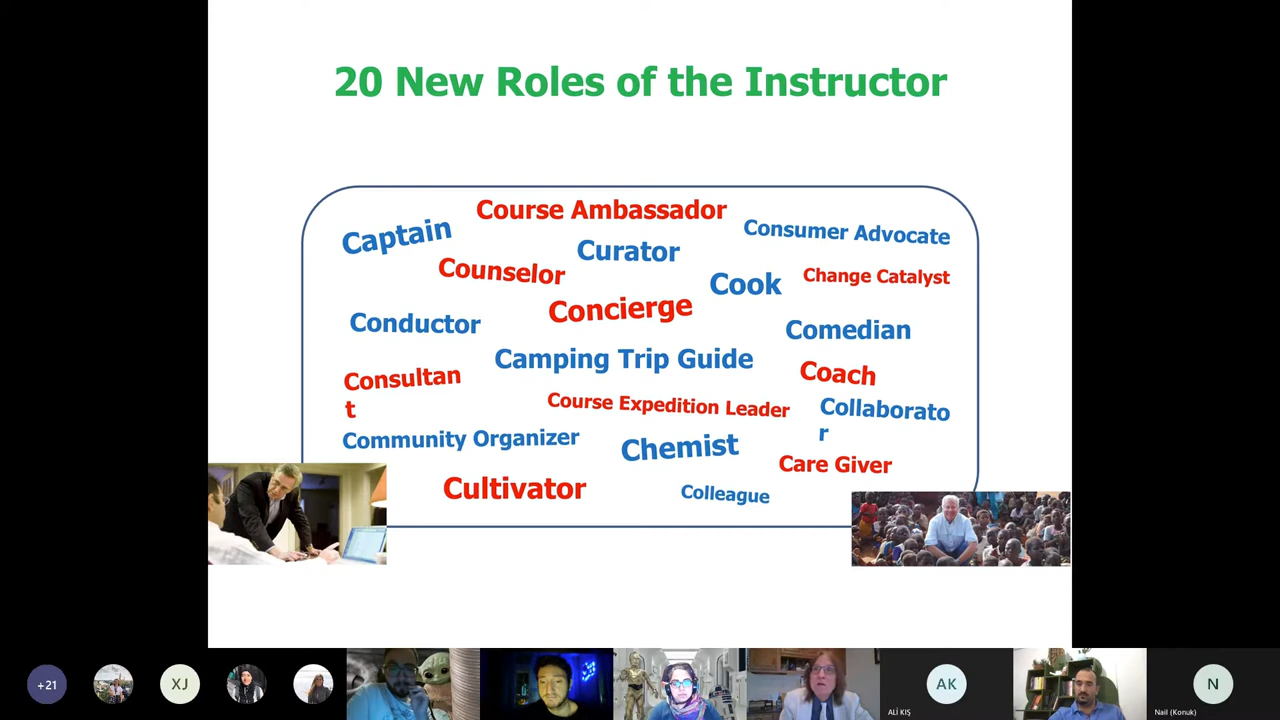 20 New Roles of the Instructor
Course Ambassador
Captain
Consumer Advocate
Curator
Counselor
Cook
Change Catalyst
Concierge
Conductor
Comedian
Camping Trip Guide
Coach
Consultan
t
Course Expedition Leader
Collaborato
r
Community Organizer
Chemist
Care Giver
Cultivator
Colleague
+21
XJ
AK
ALİ KIŞ
N
Nail (Konuk)